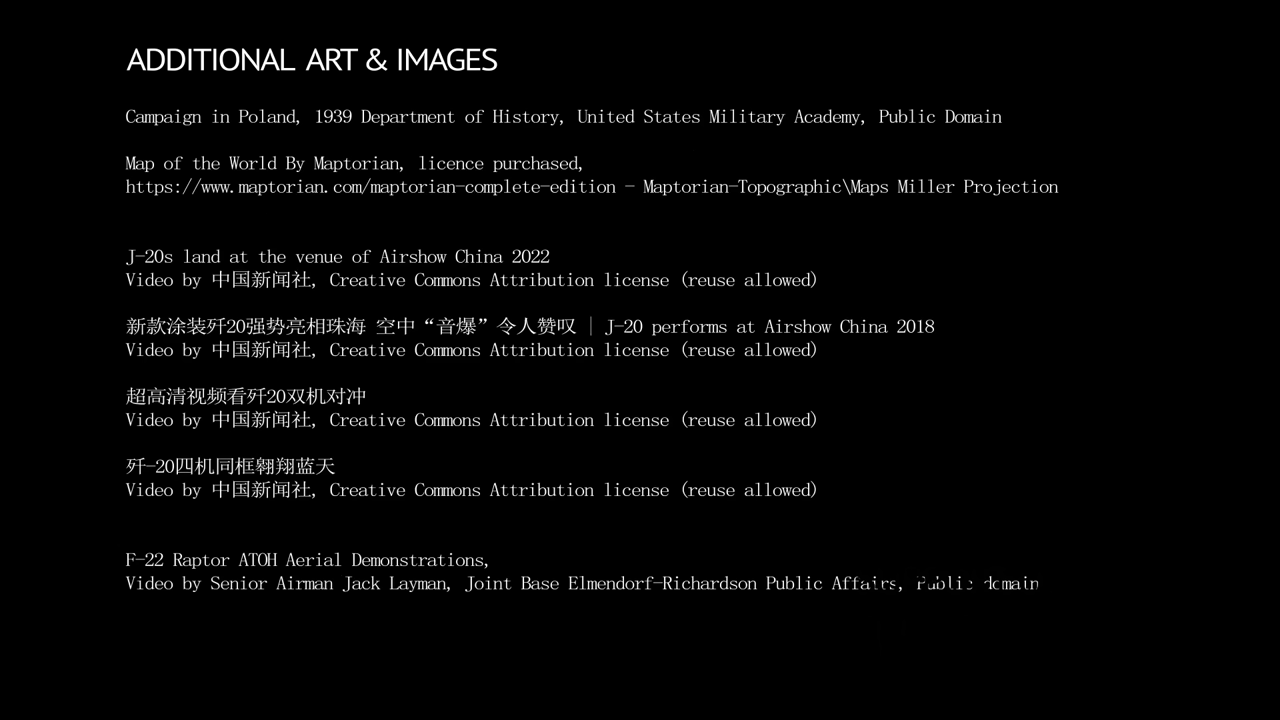 ADDITIONAL ART & IMAGES
Campaign in Poland, 1939 Department of History, United States Military Academy, Public Domain
Map of the World By Maptorian, licence purchased,
https://www.maptorian.com/maptorian-complete-edition - Maptorian-Topographic\Maps Miller Projection
J-20s land at the venue of Airshow China 2022
Video by 中国新闻社, Creative Commons Attribution license (reuse allowed)
新款涂装歼20强势亮相珠海 空中“音爆”令人赞叹 | J-20 performs at Airshow China 2018
Video by 中国新闻社, Creative Commons Attribution license (reuse allowed)
超高清视频看歼20双机对冲
Video by 中国新闻社, Creative Commons Attribution license (reuse allowed)
歼-20四机同框翱翔蓝天
Video by 中国新闻社, Creative Commons Attribution license (reuse allowed)
F-22 Raptor ATOH Aerial Demonstrations,
Video by Senior Airman Jack Layman, Joint Base Elmendorf-Richardson Public Affairs, Public domain